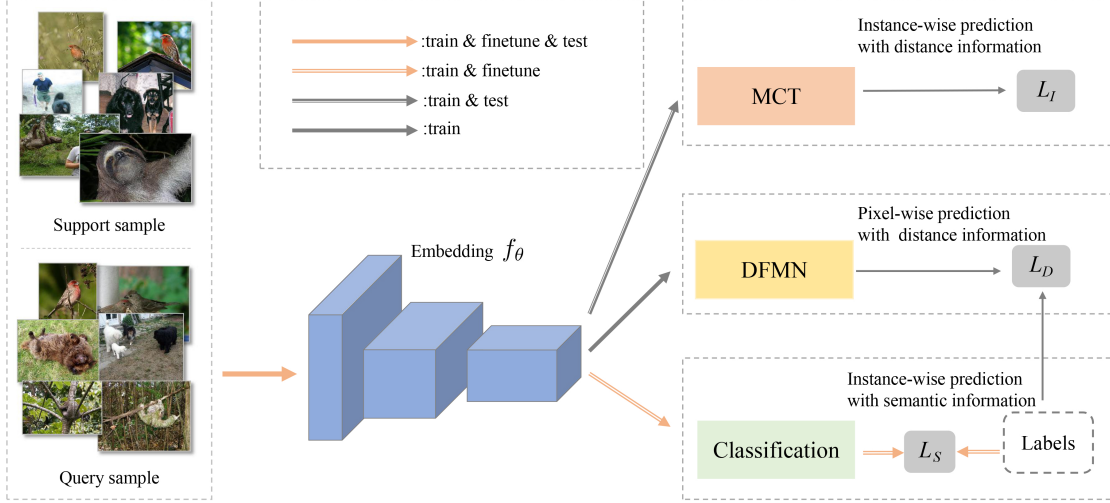 Support sample
Query sample
:train & finetune & test
:train & finetune
:train & test
:train
Embedding f_θ
Instance-wise prediction
with distance information
MCT
L_I
Pixel-wise prediction
with distance information
DFMN
L_D
Instance-wise prediction
with semantic information
Classification
L_S
Labels